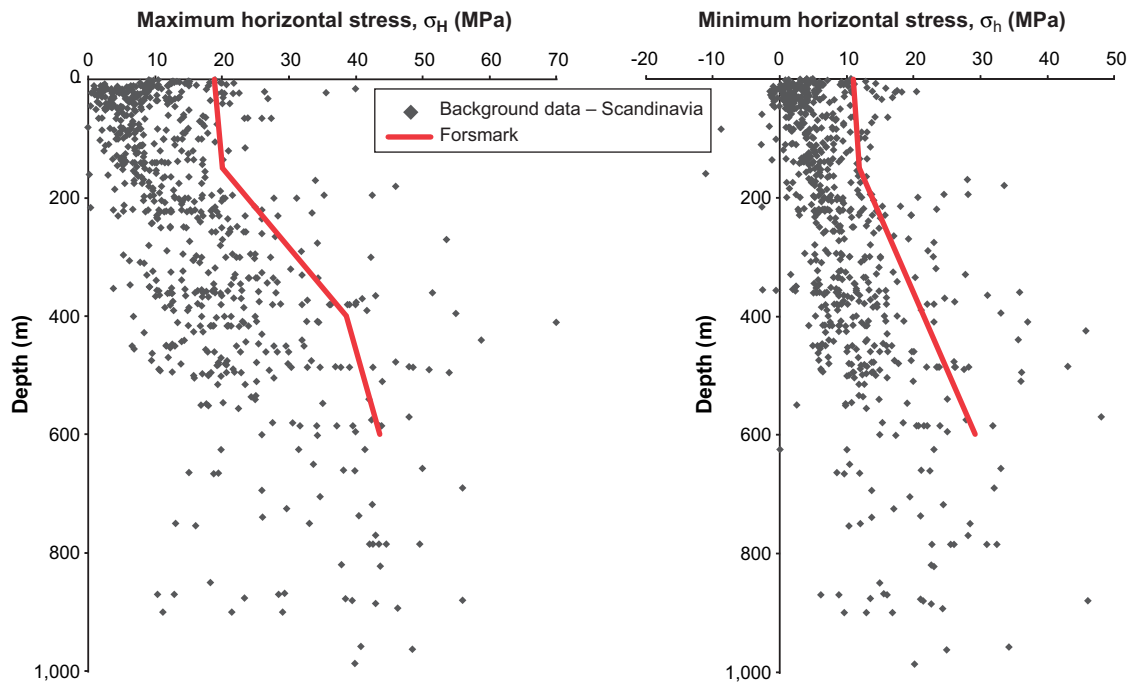 Maximum horizontal stress, σH (MPa)
0 10 20 30 40 50 60 70
0
200
400
600
800
1,000
Depth (m)
Background data – Scandinavia
Forsmark
Minimum horizontal stress, σh (MPa)
-20 -10 0 10 20 30 40 50
0
200
400
600
800
1,000
Depth (m)